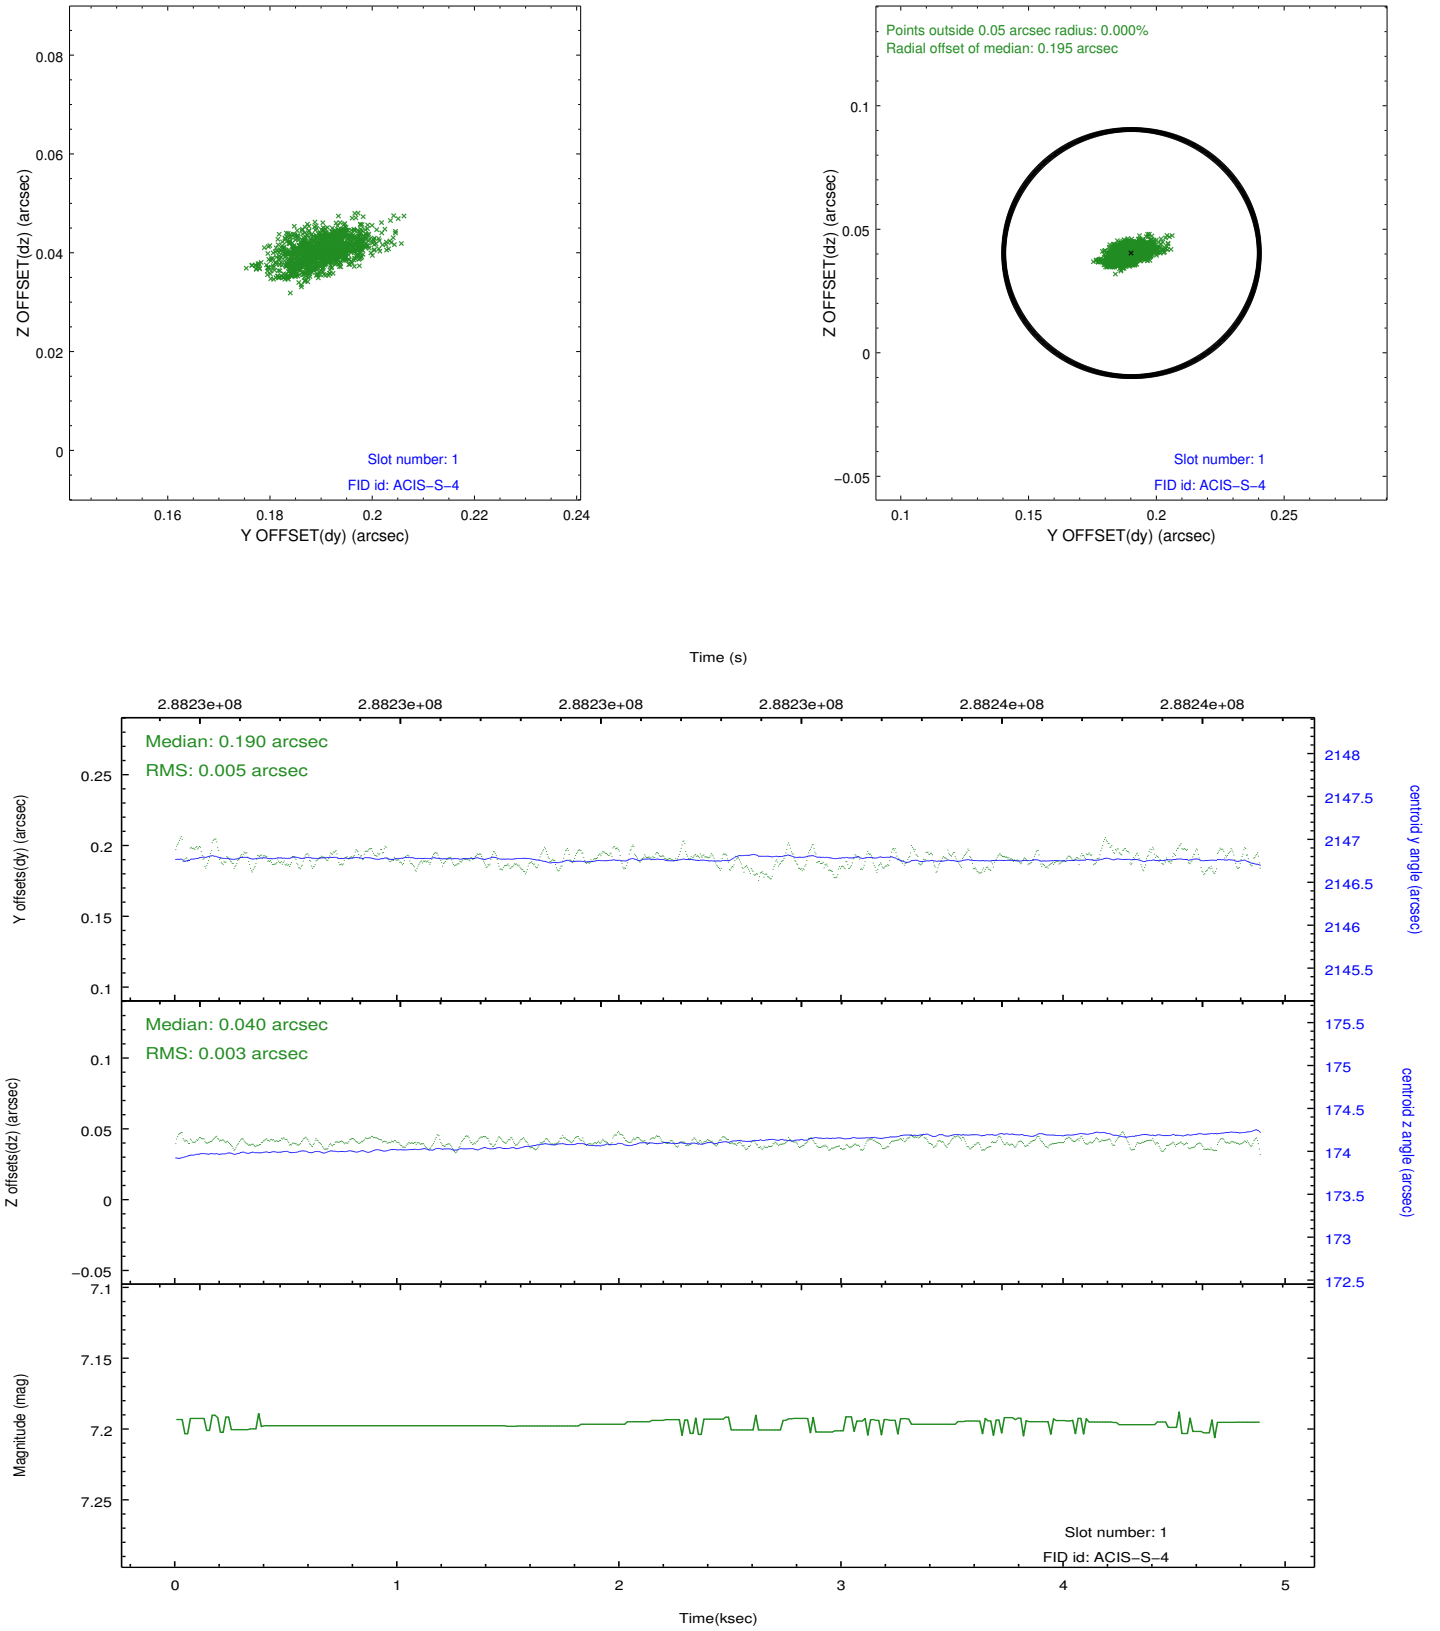 0.08
0.06
0.04
0.02
0
Z OFFSET(dz) (arcsec)
Slot number: 1
FID id: ACIS−S−4
0.16 0.18 0.2 0.22 0.24
Y OFFSET(dy) (arcsec)
Points outside 0.05 arcsec radius: 0.000%
Radial offset of median: 0.195 arcsec
0.1
0.05
0
−0.05
Z OFFSET(dz) (arcsec)
Slot number: 1
FID id: ACIS−S−4
0.1 0.15 0.2 0.25
Y OFFSET(dy) (arcsec)
Time (s)
2.8823e+08 2.8823e+08 2.8823e+08 2.8823e+08 2.8824e+08 2.8824e+08
Median: 0.190 arcsec
RMS: 0.005 arcsec
0.25
0.2
0.15
0.1
Y offsets(dy) (arcsec)
2148
2147.5
2147
2146.5
2146
2145.5
centroid y angle (arcsec)
Median: 0.040 arcsec
RMS: 0.003 arcsec
0.1
0.05
0
−0.05
Z offsets(dz) (arcsec)
175.5
175
174.5
174
173.5
173
172.5
centroid z angle (arcsec)
7.1
7.15
7.2
7.25
Magnitude (mag)
Slot number: 1
FID id: ACIS−S−4
0 1 2 3 4 5
Time(ksec)